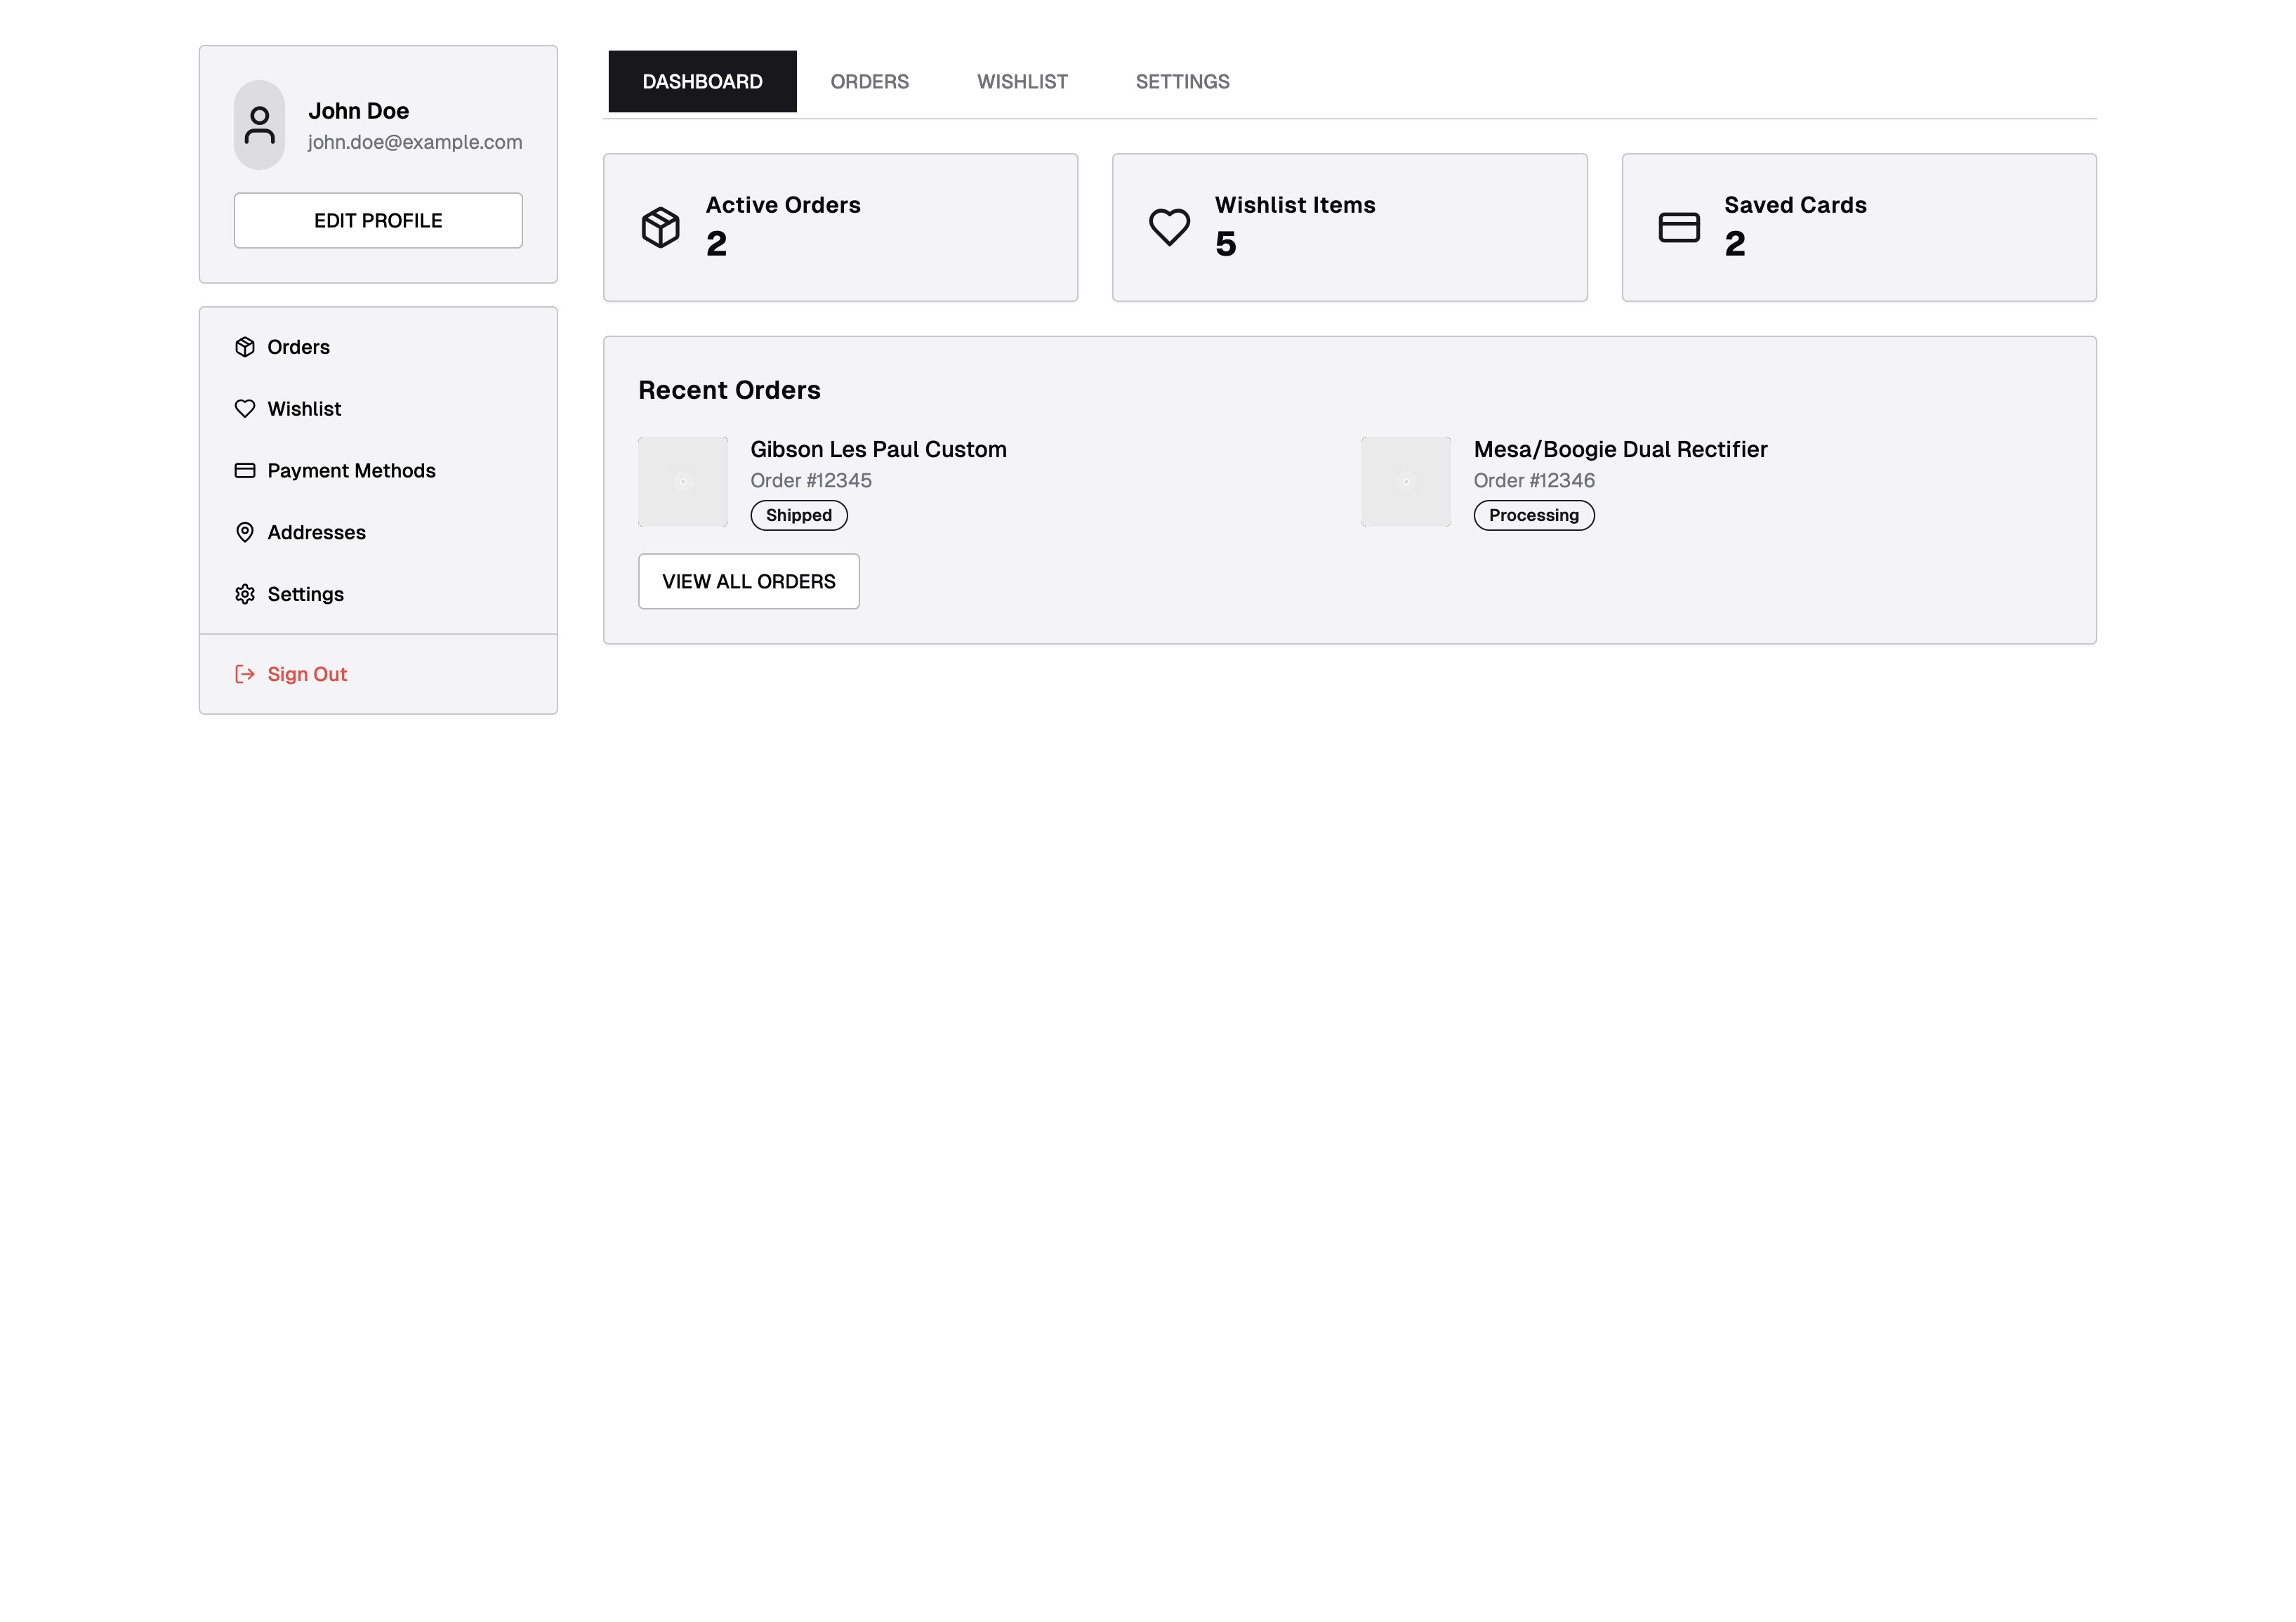 John Doe
john.doe@example.com
EDIT PROFILE
Orders
Wishlist
Payment Methods
Addresses
Settings
Sign Out
DASHBOARD
ORDERS
WISHLIST
SETTINGS
Active Orders
2
Wishlist Items
5
Saved Cards
2
Recent Orders
Gibson Les Paul Custom
Order #12345
Shipped
Mesa/Boogie Dual Rectifier
Order #12346
Processing
VIEW ALL ORDERS